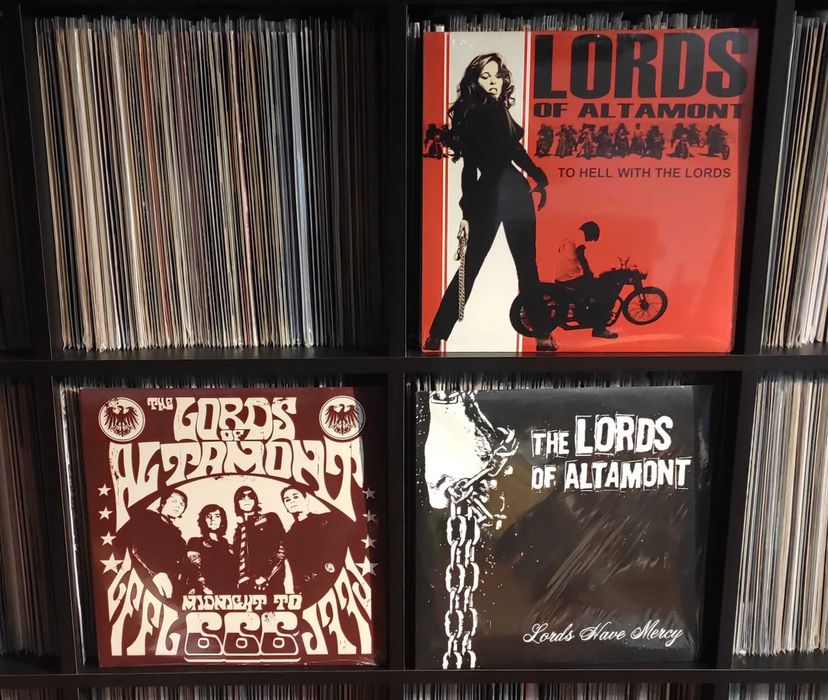 LORDS
OF ALTAMONT
TO HELL WITH THE LORDS
THE LORDS
OF
ALTAMONT
MIDNIGHT TO
666
THE LORDS
OF ALTAMONT
Lords Have Mercy